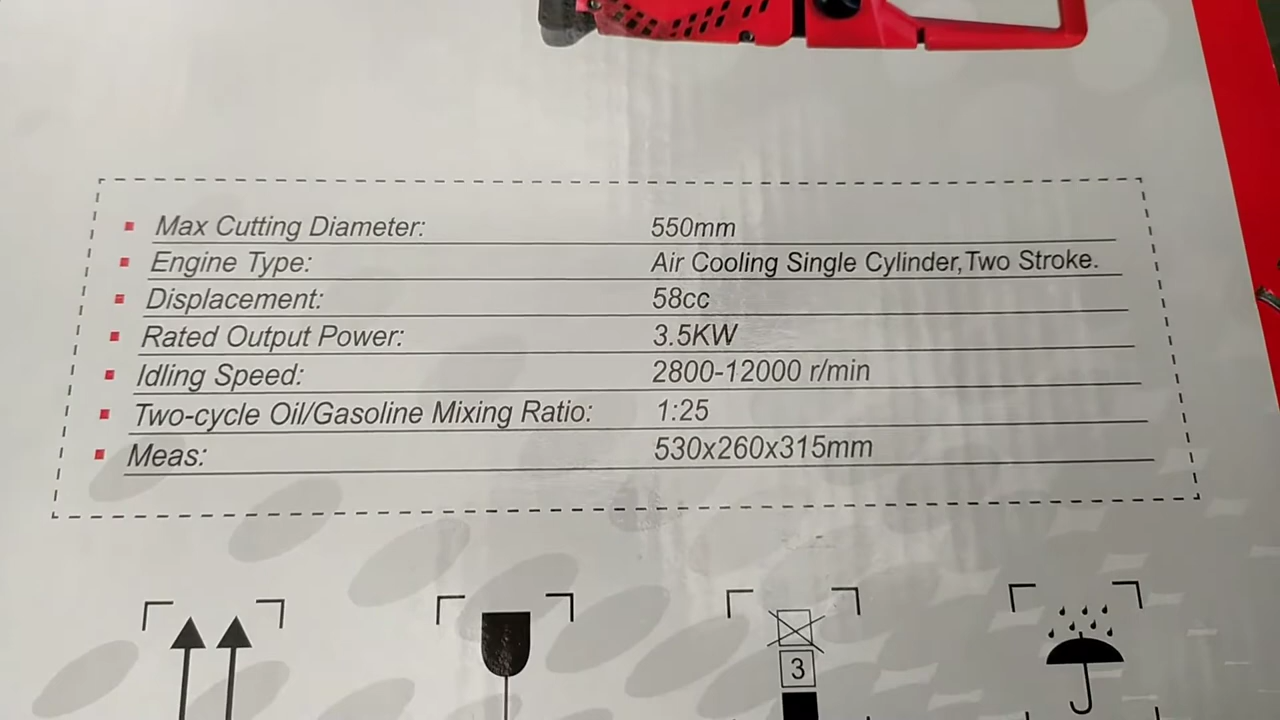 Max Cutting Diameter: 550mm
Engine Type: Air Cooling Single Cylinder,Two Stroke.
Displacement: 58cc
Rated Output Power: 3.5KW
Idling Speed: 2800-12000 r/min
Two-cycle Oil/Gasoline Mixing Ratio: 1:25
Meas: 530x260x315mm
3